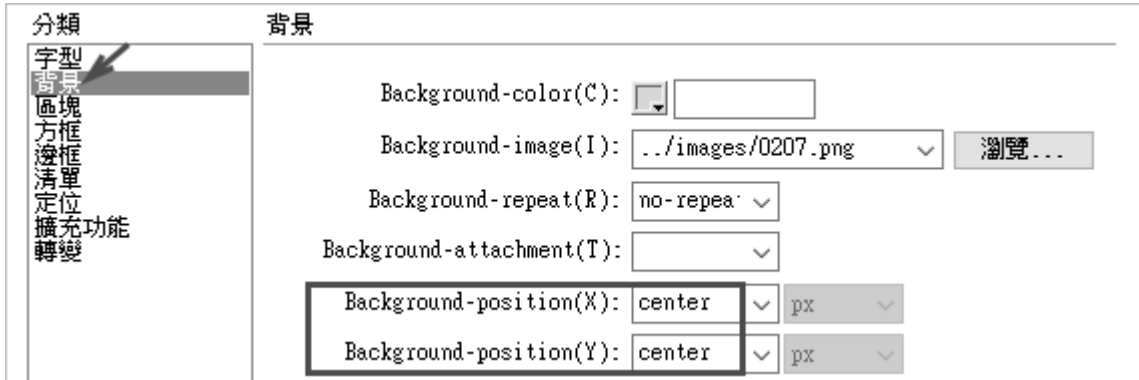 分類
字型
背景
區塊
方框
邊框
清單
定位
擴充功能
轉變
背景
Background-color(C):
Background-image(I): ../images/0207.png 瀏覽...
Background-repeat(R): no-repea
Background-attachment(T):
Background-position(X): center px
Background-position(Y): center px